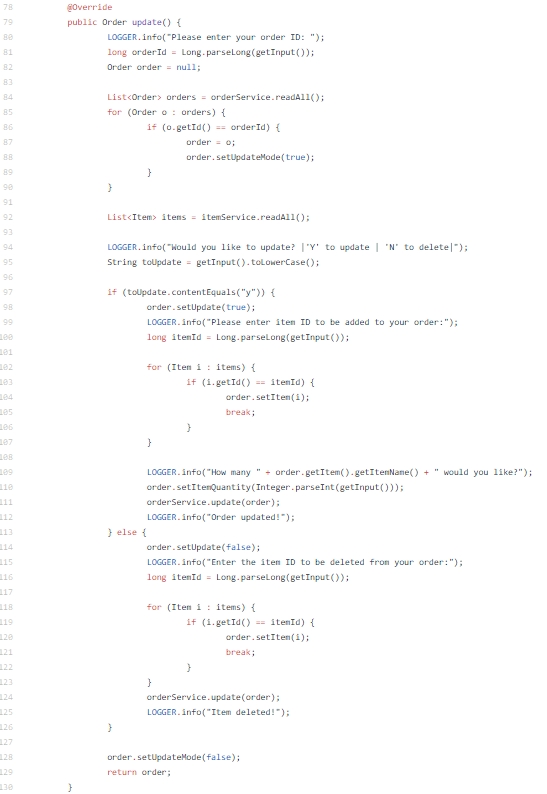 78 @Override
79 public Order update() {
80 LOGGER.info("Please enter your order ID: ");
81 long orderId = Long.parseLong(getInput());
82 Order order = null;
83
84 List<Order> orders = orderService.readAll();
85 for (Order o : orders) {
86 if (o.getId() == orderId) {
87 order = o;
88 order.setUpdateMode(true);
89 }
90 }
91
92 List<Item> items = itemService.readAll();
93
94 LOGGER.info("Would you like to update? |'Y' to update | 'N' to delete|");
95 String toUpdate = getInput().toLowerCase();
96
97 if (toUpdate.contentEquals("y")) {
98 order.setUpdate(true);
99 LOGGER.info("Please enter item ID to be added to your order:");
100 long itemId = Long.parseLong(getInput());
101
102 for (Item i : items) {
103 if (i.getId() == itemId) {
104 order.setItem(i);
105 break;
106 }
107 }
108
109 LOGGER.info("How many " + order.getItem().getItemName() + " would you like?");
110 order.setItemQuantity(Integer.parseInt(getInput()));
111 orderService.update(order);
112 LOGGER.info("Order updated!");
113 } else {
114 order.setUpdate(false);
115 LOGGER.info("Enter the item ID to be deleted from your order:");
116 long itemId = Long.parseLong(getInput());
117
118 for (Item i : items) {
119 if (i.getId() == itemId) {
120 order.setItem(i);
121 break;
122 }
123 }
124 orderService.update(order);
125 LOGGER.info("Item deleted!");
126 }
127
128 order.setUpdateMode(false);
129 return order;
130 }